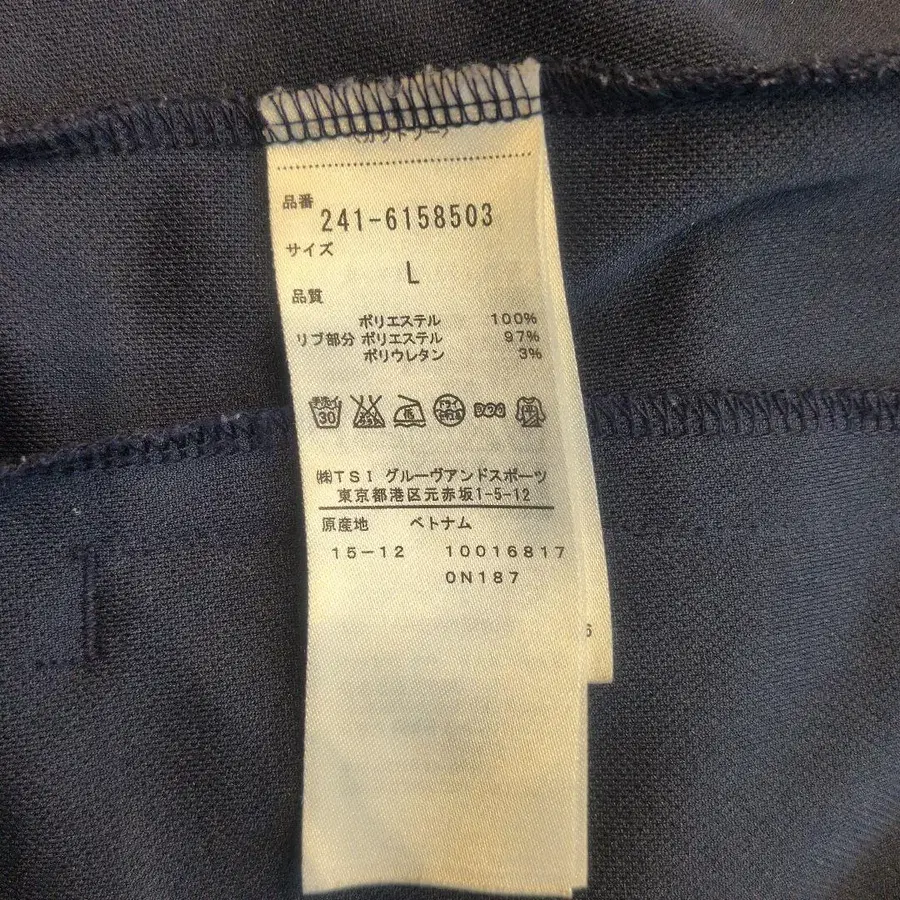 品番
241-6158503
サイズ
L
品質
ポリエステル 100%
リブ部分 ポリエステル 97%
ポリウレタン 3%
30
㈱TSI グルーヴアンドスポーツ
東京都港区元赤坂1-5-12
原産地 ベトナム
15-12 10016817
0N187
6